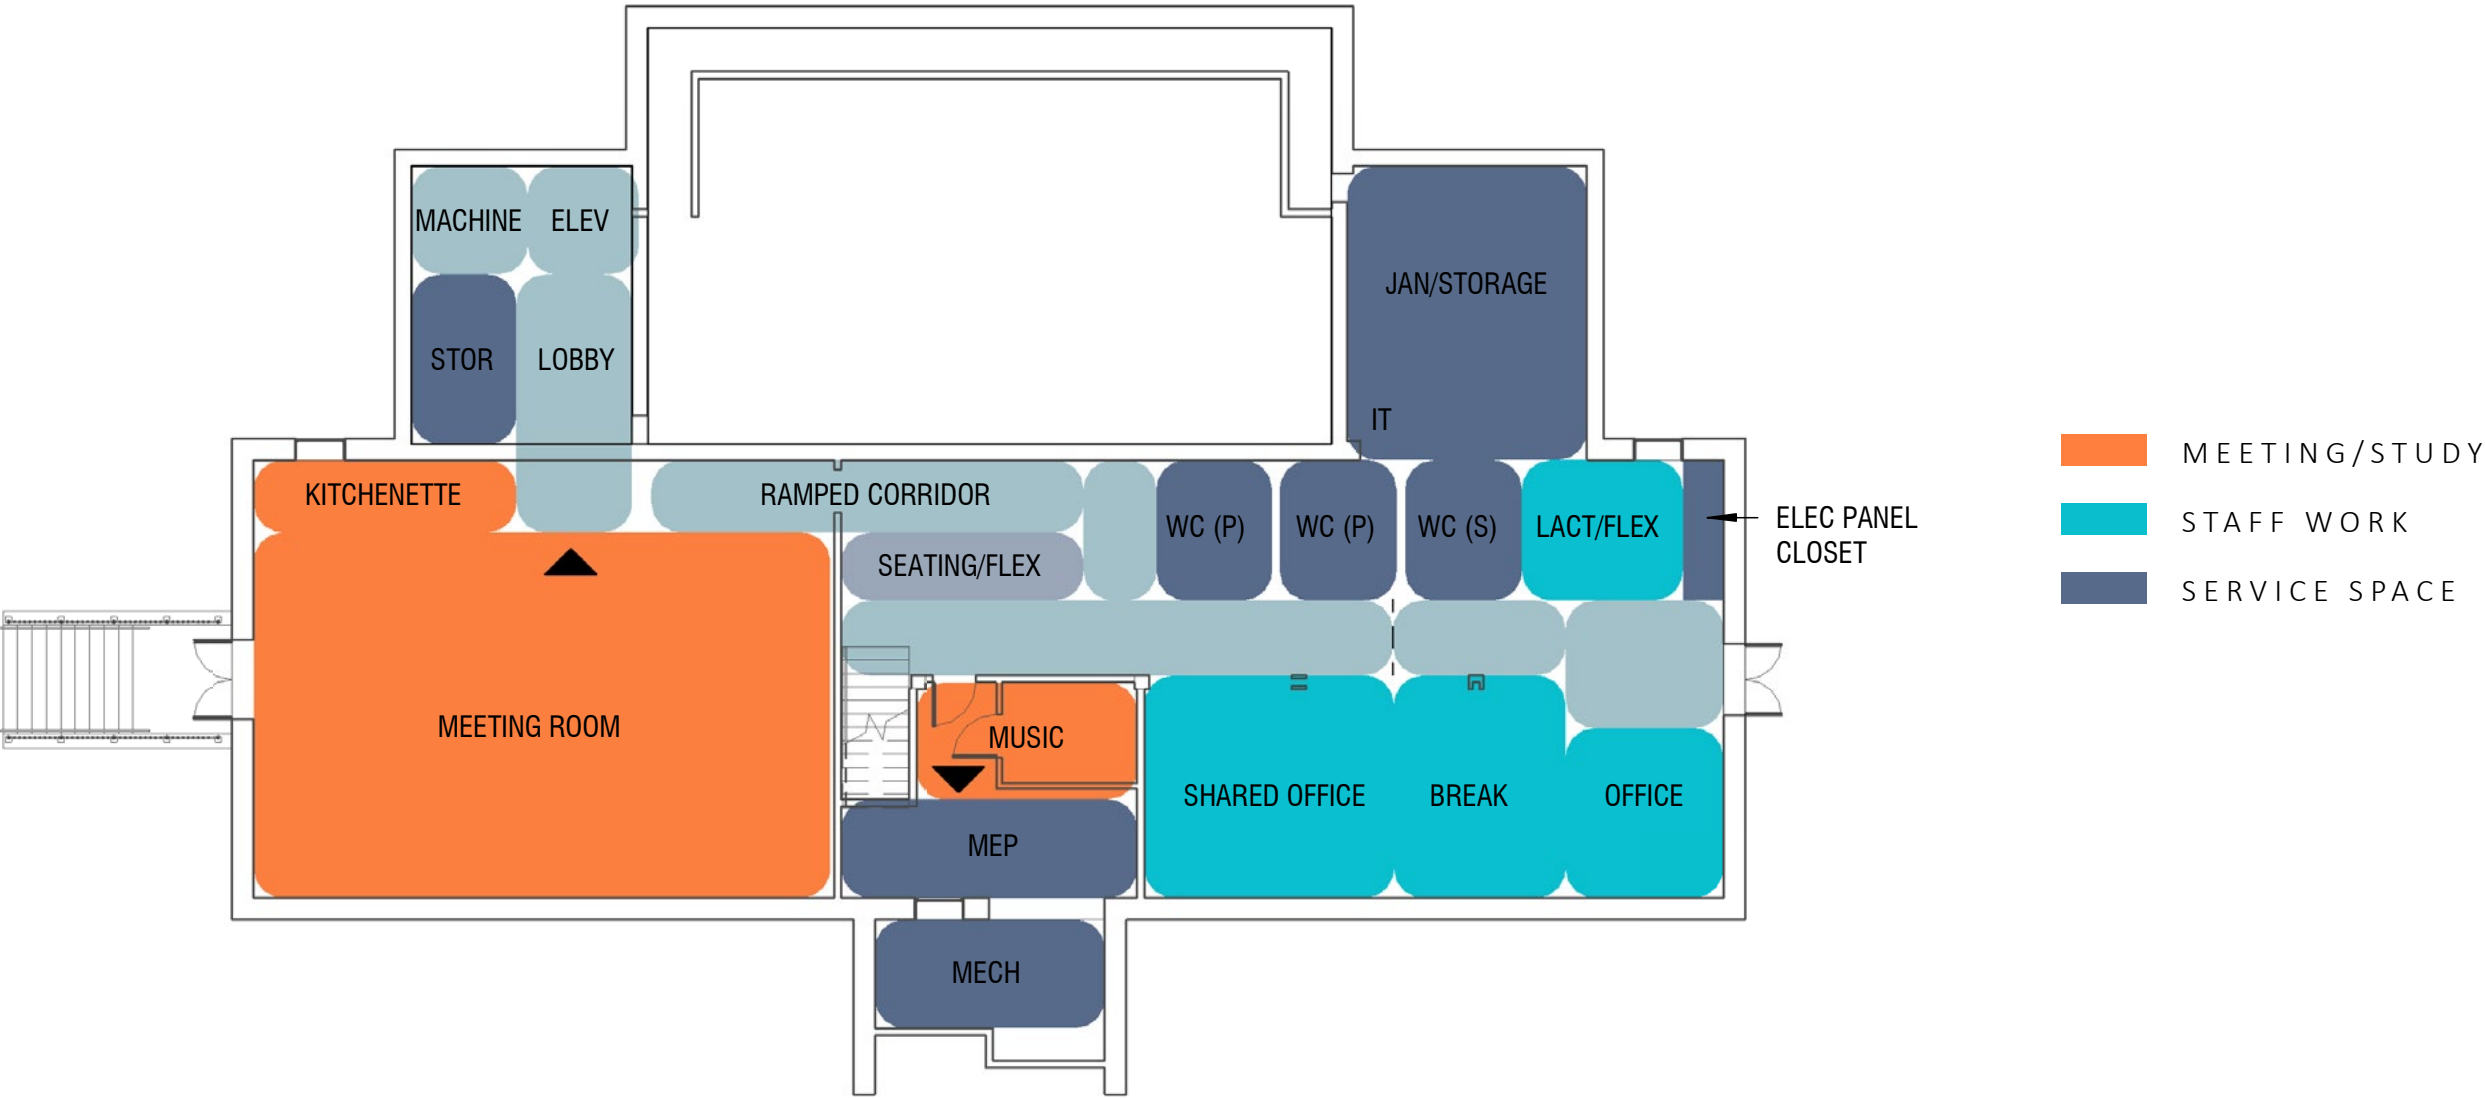 MACHINE
ELEV
JAN/STORAGE
STOR
LOBBY
IT
KITCHENETTE
RAMPED CORRIDOR
WC (P)
WC (P)
WC (S)
LACT/FLEX
ELEC PANEL
CLOSET
SEATING/FLEX
MEETING ROOM
MUSIC
SHARED OFFICE
BREAK
OFFICE
MEP
MECH
MEETING/STUDY
STAFF WORK
SERVICE SPACE